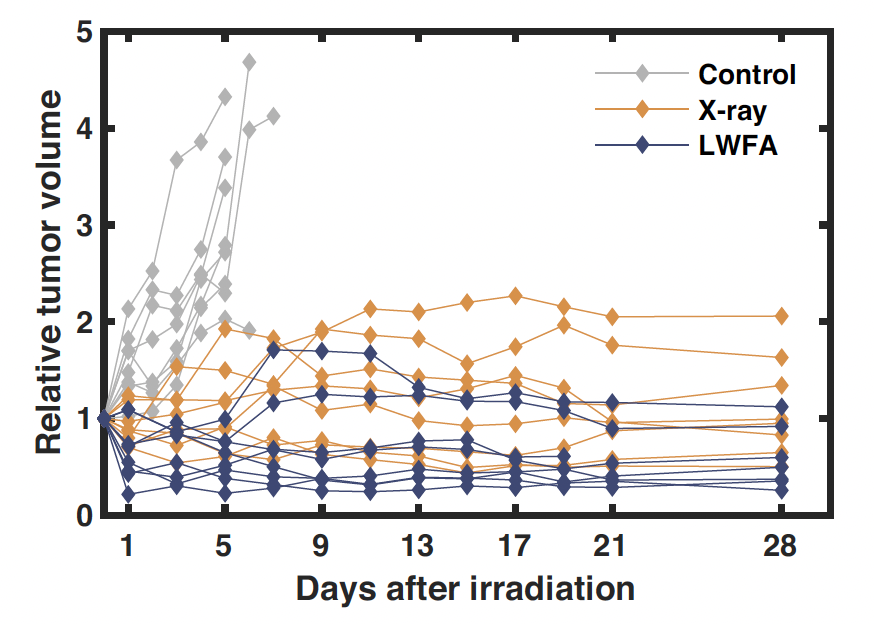 Relative tumor volume
5
4
3
2
1
0
Control
X-ray
LWFA
1 5 9 13 17 21 28
Days after irradiation